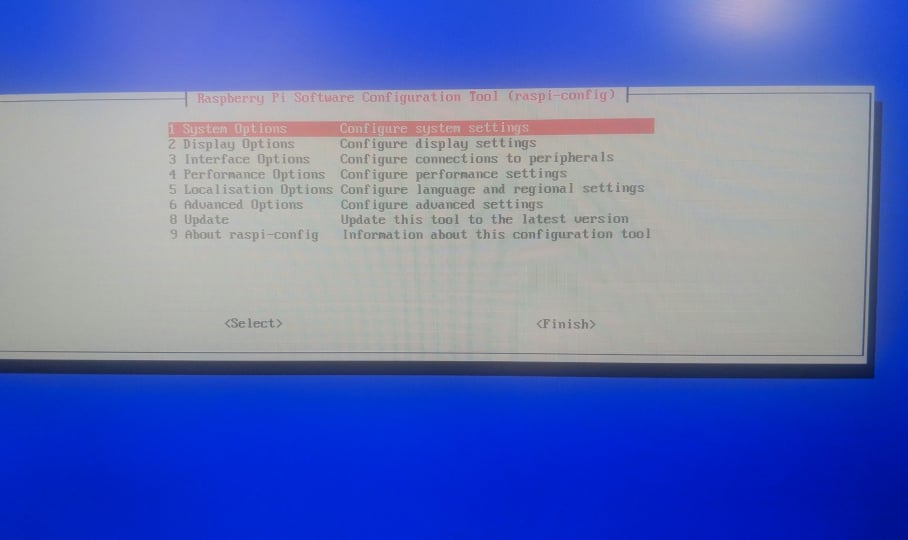 Raspberry Pi Software Configuration Tool (raspi-config)
1 System Options Configure system settings
2 Display Options Configure display settings
3 Interface Options Configure connections to peripherals
4 Performance Options Configure performance settings
5 Localisation Options Configure language and regional settings
6 Advanced Options Configure advanced settings
8 Update Update this tool to the latest version
9 About raspi-config Information about this configuration tool
<Select> <Finish>